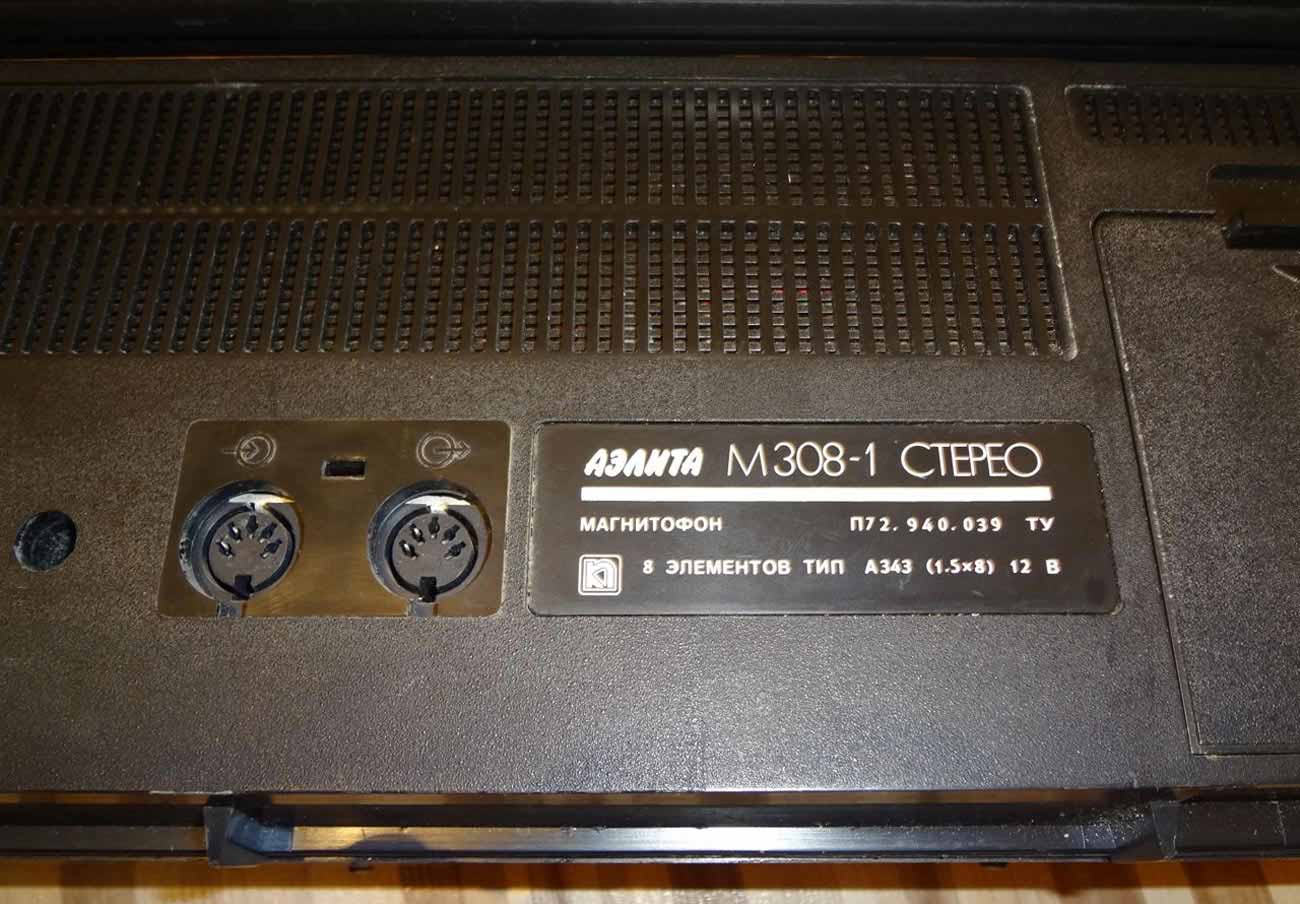 АЭЛИТА М308-1 СТЕРЕО
МАГНИТОФОН П72.940.039 ТУ
8 ЭЛЕМЕНТОВ ТИП А343 (1.5×8) 12 В